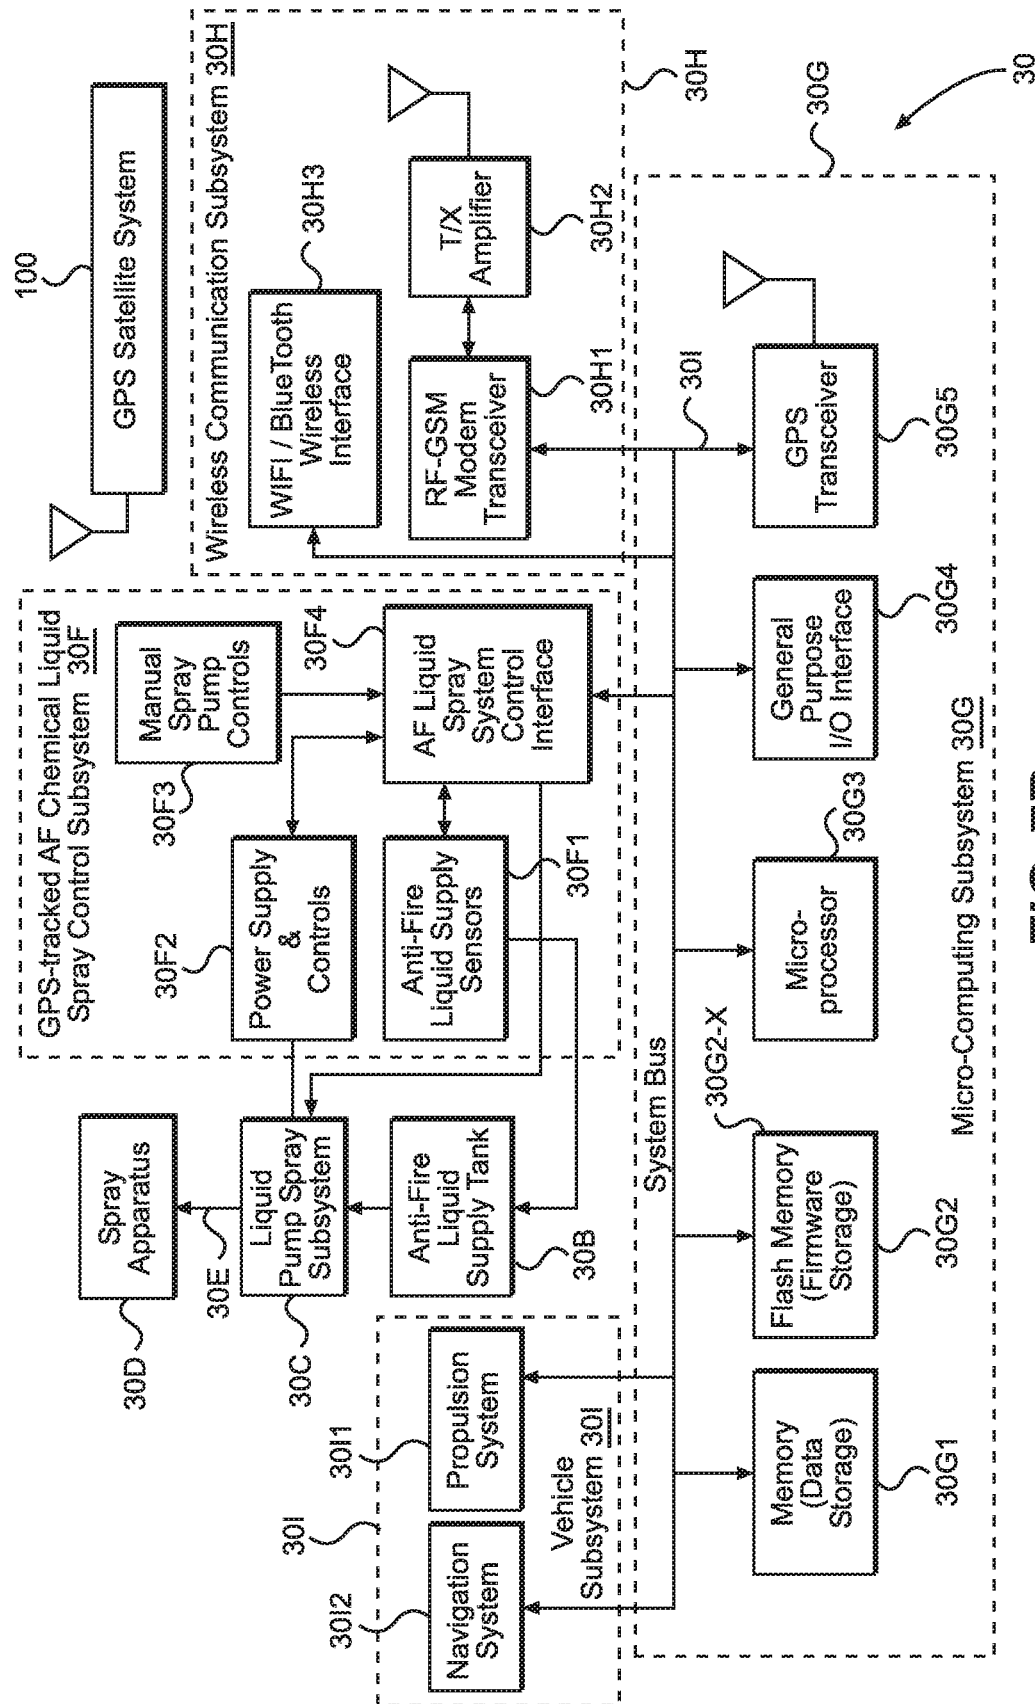 100
GPS Satellite System
GPS-tracked AF Chemical Liquid
Spray Control Subsystem 30F
Wireless Communication Subsystem 30H
30D
Spray
Apparatus
30E
30F2
Power Supply
&
Controls
30F3
Manual
Spray
Pump
Controls
30F4
WIFI / BlueTooth
Wireless
Interface
30H3
30C
Liquid
Pump Spray
Subsystem
Anti-Fire
Liquid Supply
Sensors
30F1
AF Liquid
Spray
System
Control
Interface
RF-GSM
Modem
Transceiver
30H1
T/X
Amplifier
30H2
30H
30I
30I2
Navigation
System
30I1
Propulsion
System
Anti-Fire
Liquid
Supply Tank
30B
Vehicle
Subsystem 30I
System Bus
30I
30G
30
Memory
(Data
Storage)
30G1
Flash Memory
(Firmware
Storage)
30G2
30G2-X
Micro-
processor
30G3
General
Purpose
I/O Interface
30G4
GPS
Transceiver
30G5
Micro-Computing Subsystem 30G